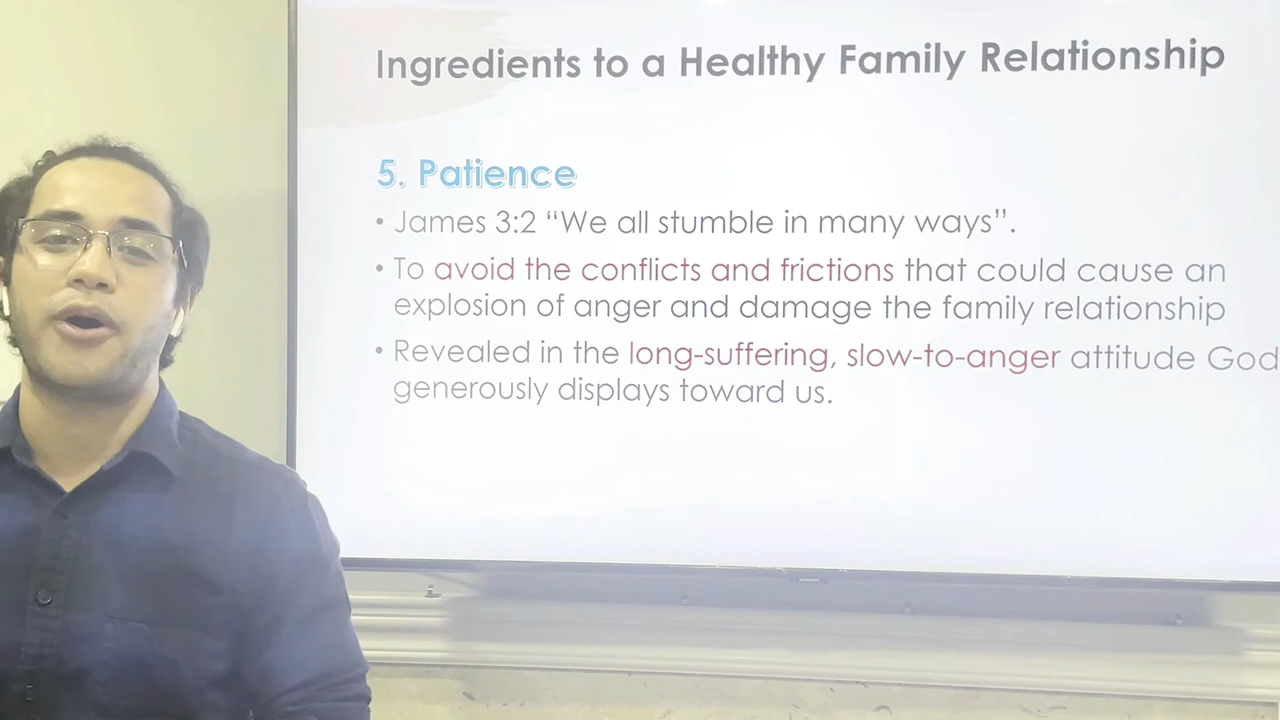 Ingredients to a Healthy Family Relationship
5. Patience
• James 3:2 “We all stumble in many ways”.
• To avoid the conflicts and frictions that could cause an
explosion of anger and damage the family relationship
• Revealed in the long-suffering, slow-to-anger attitude God
generously displays toward us.
SAMSUNG